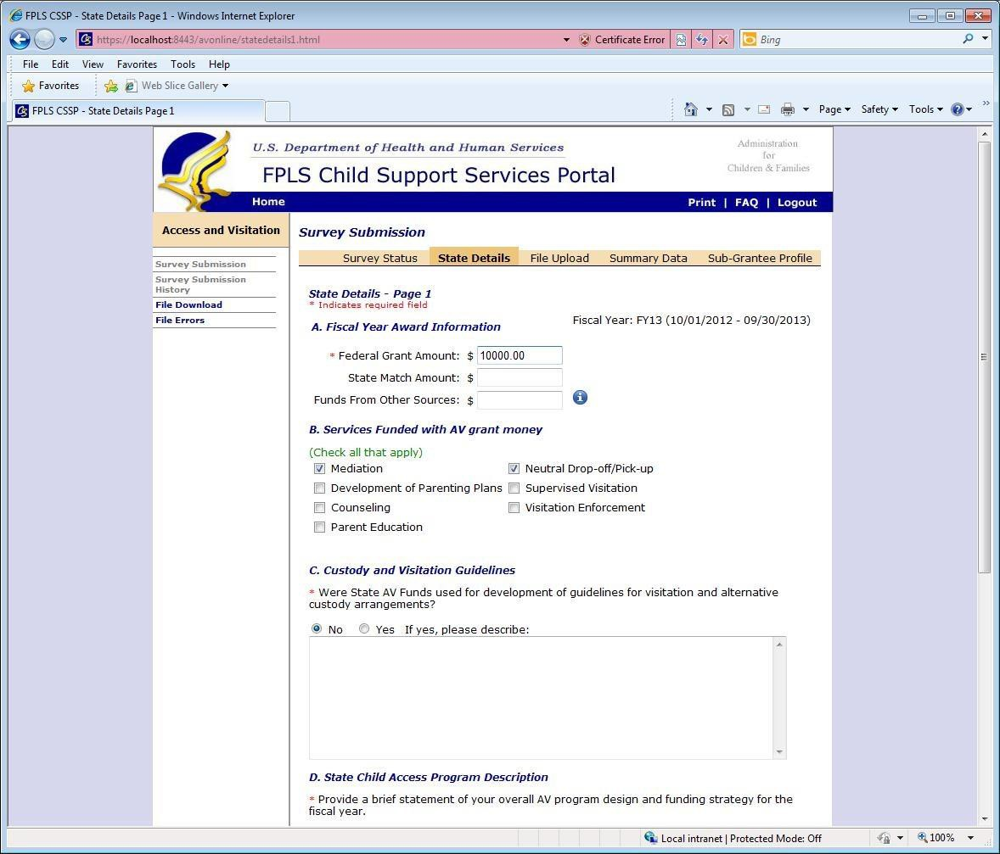 FPLS CSSP - State Details Page 1 - Windows Internet Explorer
https://localhost:8443/avonline/statedetails1.html
Certificate Error
Bing
File Edit View Favorites Tools Help
Favorites
Web Slice Gallery
FPLS CSSP - State Details Page 1
Page Safety Tools
U.S. Department of Health and Human Services
FPLS Child Support Services Portal
Administration
for
Children & Families
Home
Print | FAQ | Logout
Access and Visitation
Survey Submission
Survey Submission
History
File Download
File Errors
Survey Submission
Survey Status State Details File Upload Summary Data Sub-Grantee Profile
State Details - Page 1
* Indicates required field
Fiscal Year: FY13 (10/01/2012 - 09/30/2013)
A. Fiscal Year Award Information
* Federal Grant Amount: $ 10000.00
State Match Amount: $
Funds From Other Sources: $
B. Services Funded with AV grant money
(Check all that apply)
Mediation Neutral Drop-off/Pick-up
Development of Parenting Plans Supervised Visitation
Counseling Visitation Enforcement
Parent Education
C. Custody and Visitation Guidelines
* Were State AV Funds used for development of guidelines for visitation and alternative
custody arrangements?
No Yes If yes, please describe:
D. State Child Access Program Description
* Provide a brief statement of your overall AV program design and funding strategy for the
fiscal year.
Local intranet | Protected Mode: Off
100%